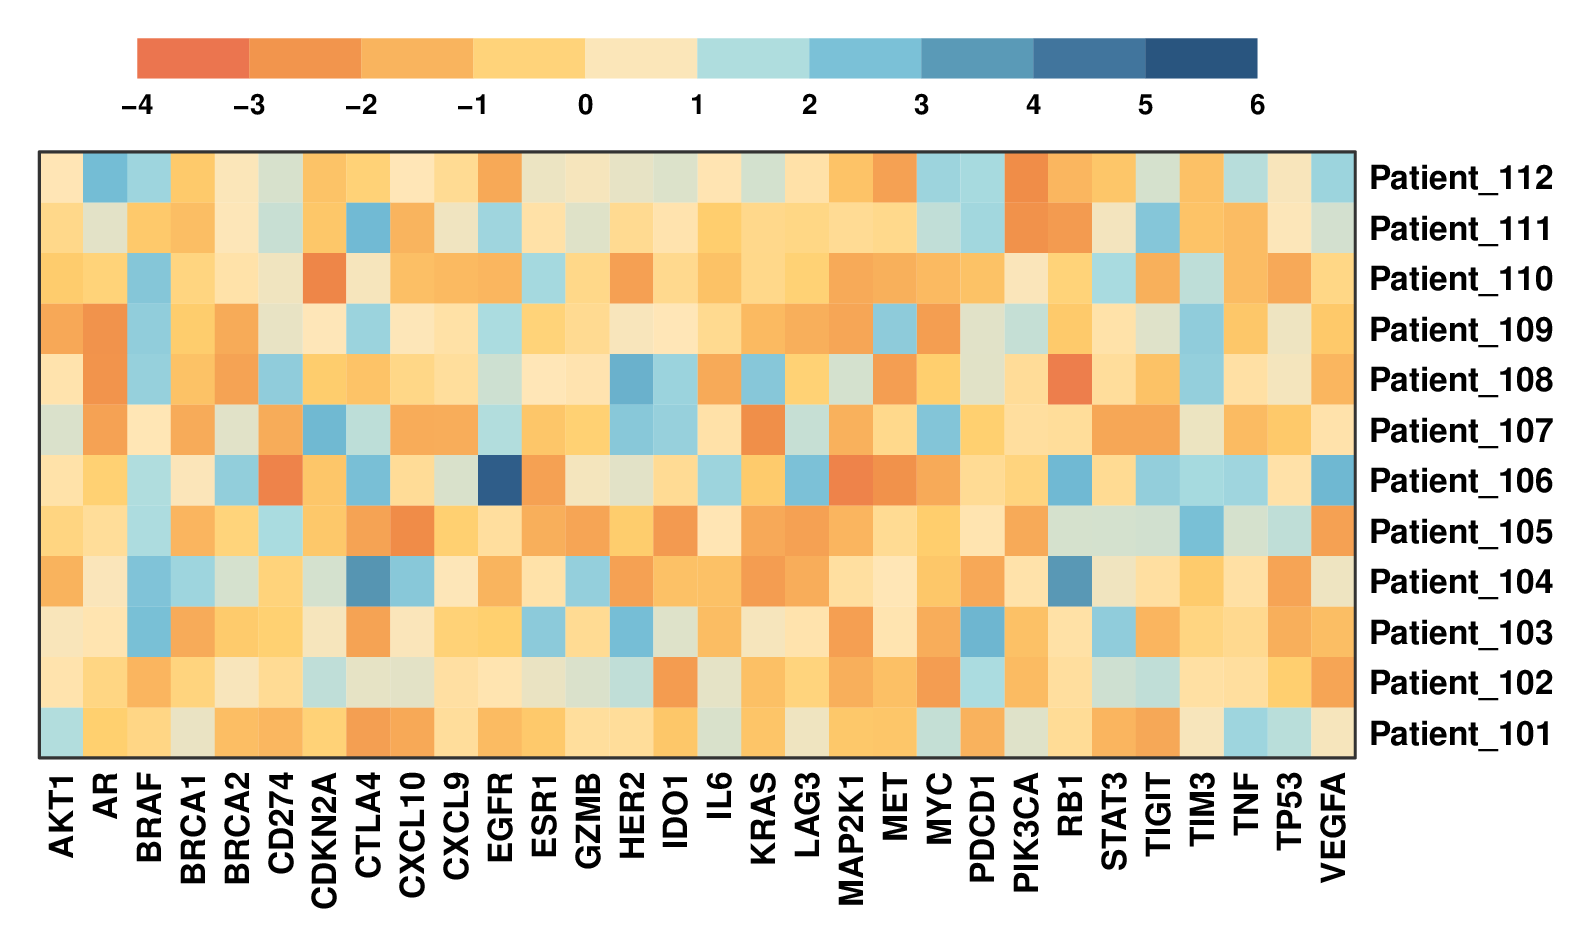 −4 −3 −2 −1 0 1 2 3 4 5 6
Patient_112
Patient_111
Patient_110
Patient_109
Patient_108
Patient_107
Patient_106
Patient_105
Patient_104
Patient_103
Patient_102
Patient_101
AKT1
AR
BRAF
BRCA1
BRCA2
CD274
CDKN2A
CTLA4
CXCL10
CXCL9
EGFR
ESR1
GZMB
HER2
IDO1
IL6
KRAS
LAG3
MAP2K1
MET
MYC
PDCD1
PIK3CA
RB1
STAT3
TIGIT
TIM3
TNF
TP53
VEGFA